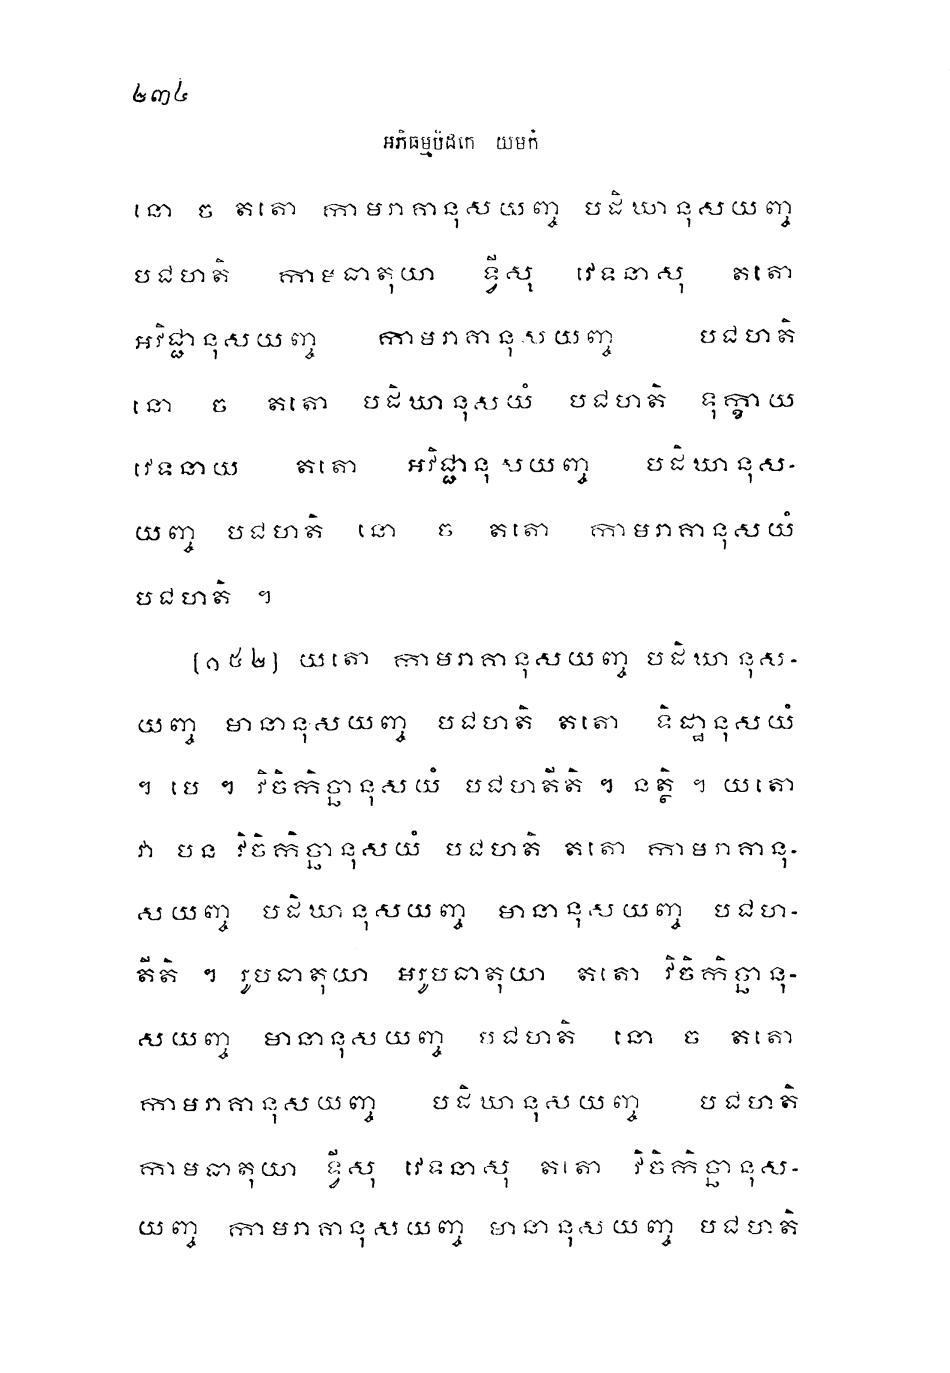 ២៣៤
អភិធម្មបិដកេ យមកំ
នោ ច តតោ កាមរាគានុសយញ្ច បដិឃានុសយញ្ច
បជហតិ កាមធាតុយា ទ្វីសុ វេទនាសុ តតោ
អវិជ្ជានុសយញ្ច កាមរាគានុសយញ្ច បជហតិ
នោ ច តតោ បដិឃានុសយំ បជហតិ ទុក្ខាយ
វេទនាយ តតោ អវិជ្ជានុសយញ្ច បដិឃានុស-
យញ្ច បជហតិ នោ ច តតោ កាមរាគានុសយំ
បជហតិ ។
(១៥២) យតោ កាមរាគានុសយញ្ច បដិឃានុស-
យញ្ច មានានុសយញ្ច បជហតិ តតោ ទិដ្ឋានុសយំ
។ បេ ។ វិចិកិច្ឆានុសយំ បជហតីតិ ។ នត្ថិ ។ យតោ
វា បន វិចិកិច្ឆានុសយំ បជហតិ តតោ កាមរាគានុ-
សយញ្ច បដិឃានុសយញ្ច មានានុសយញ្ច បជហ-
តីតិ ។ រូបធាតុយា អរូបធាតុយា តតោ វិចិកិច្ឆានុ-
សយញ្ច មានានុសយញ្ច បជហតិ នោ ច តតោ
កាមរាគានុសយញ្ច បដិឃានុសយញ្ច បជហតិ
កាមធាតុយា ទ្វីសុ វេទនាសុ តតោ វិចិកិច្ឆានុស-
យញ្ច កាមរាគានុសយញ្ច មានានុសយញ្ច បជហតិ